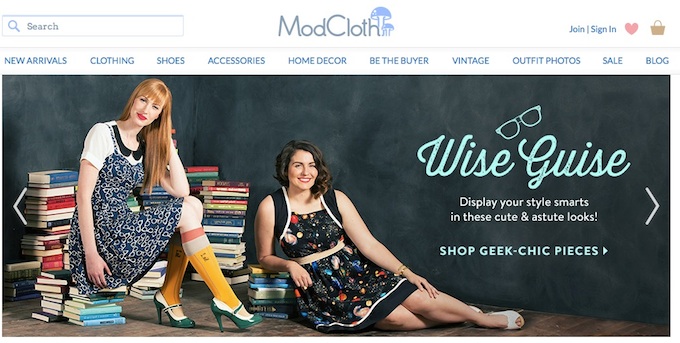 Search
ModCloth
Join | Sign In
NEW ARRIVALS
CLOTHING
SHOES
ACCESSORIES
HOME DECOR
BE THE BUYER
VINTAGE
OUTFIT PHOTOS
SALE
BLOG
Wise Guise
Display your style smarts
in these cute & astute looks!
SHOP GEEK-CHIC PIECES